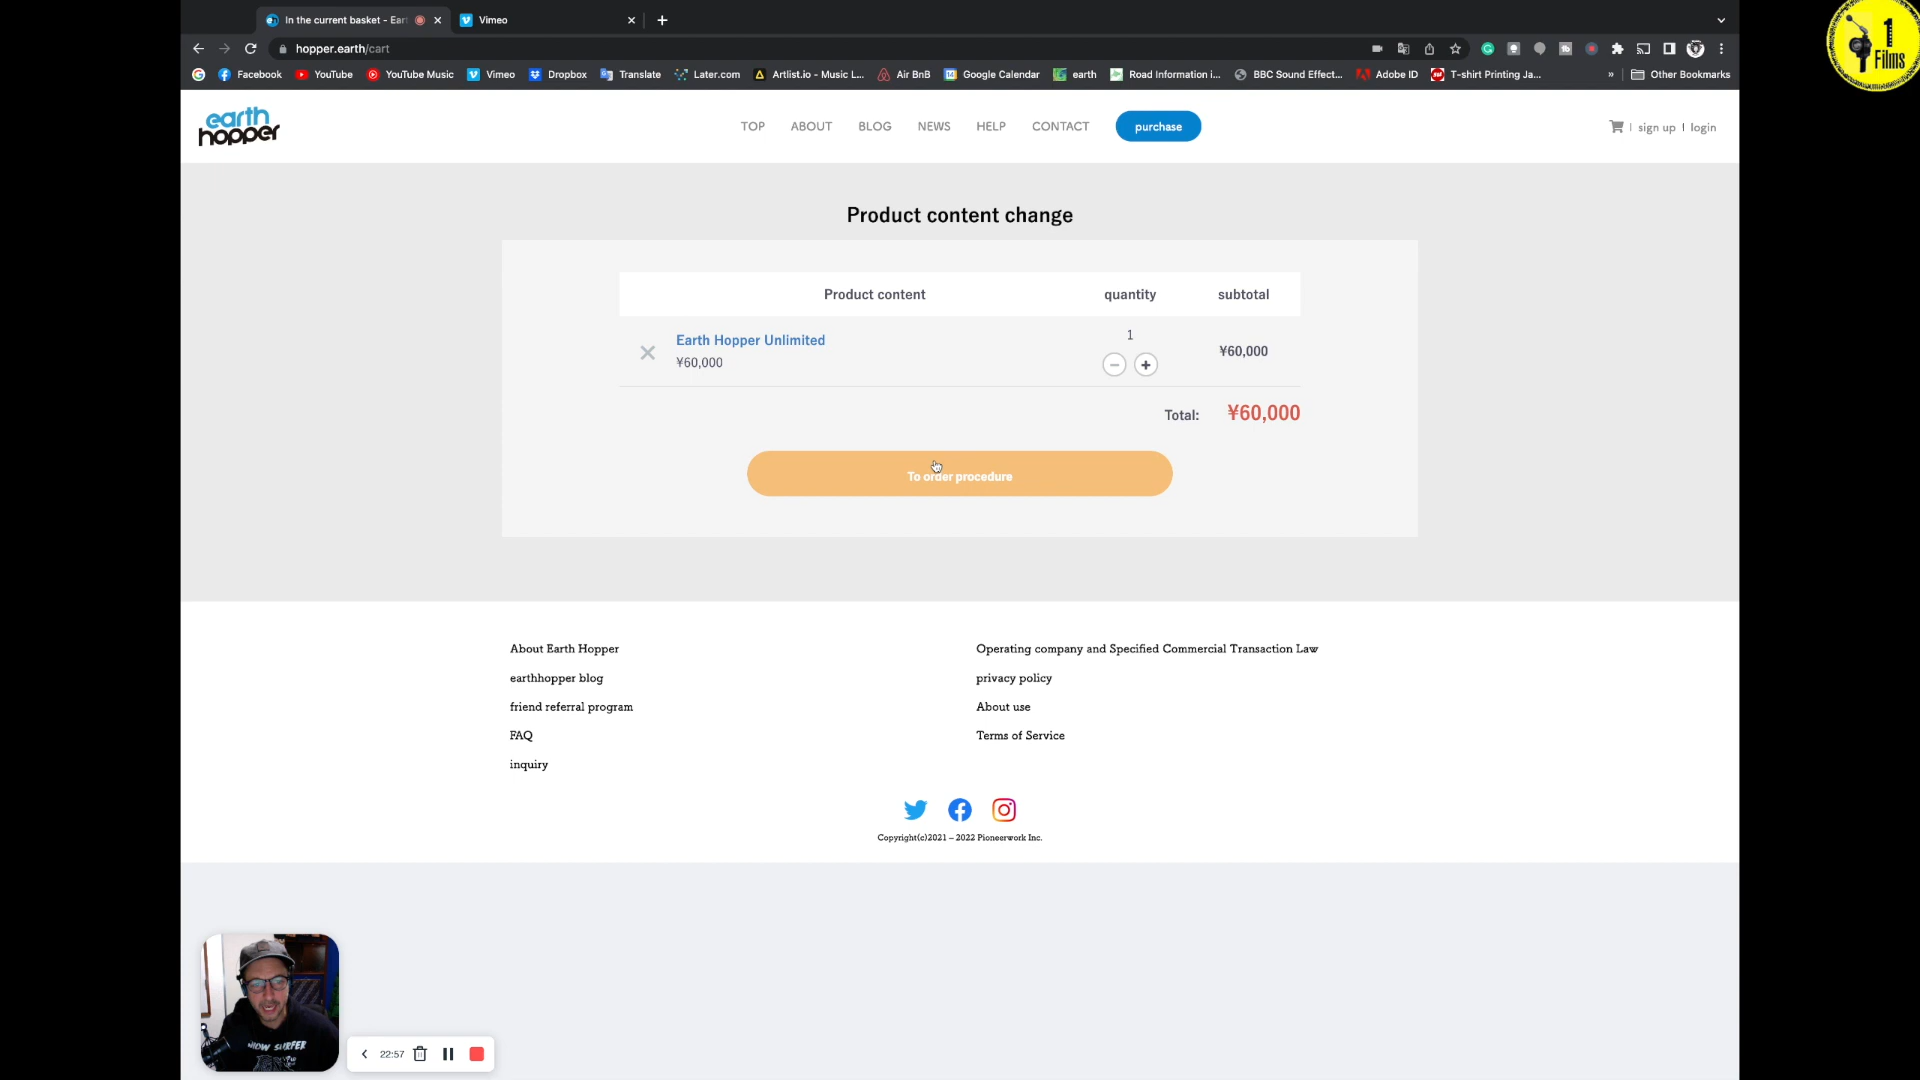 In the current basket - Ear
Vimeo
hopper.earth/cart
Facebook
YouTube
YouTube Music
Vimeo
Dropbox
Translate
Later.com
Artlist.io - Music L...
Air BnB
Google Calendar
earth
Road Information i...
BBC Sound Effect...
Adobe ID
T-shirt Printing Ja...
»
Other Bookmarks
1
Films
earth
hopper
TOP
ABOUT
BLOG
NEWS
HELP
CONTACT
purchase
sign up
login
Product content change
Product content
quantity
subtotal
Earth Hopper Unlimited
¥60,000
1
¥60,000
Total:
¥60,000
To order procedure
About Earth Hopper
earthhopper blog
friend referral program
FAQ
inquiry
Operating company and Specified Commercial Transaction Law
privacy policy
About use
Terms of Service
Copyright(c)2021 – 2022 Pioneerwork Inc.
22:57